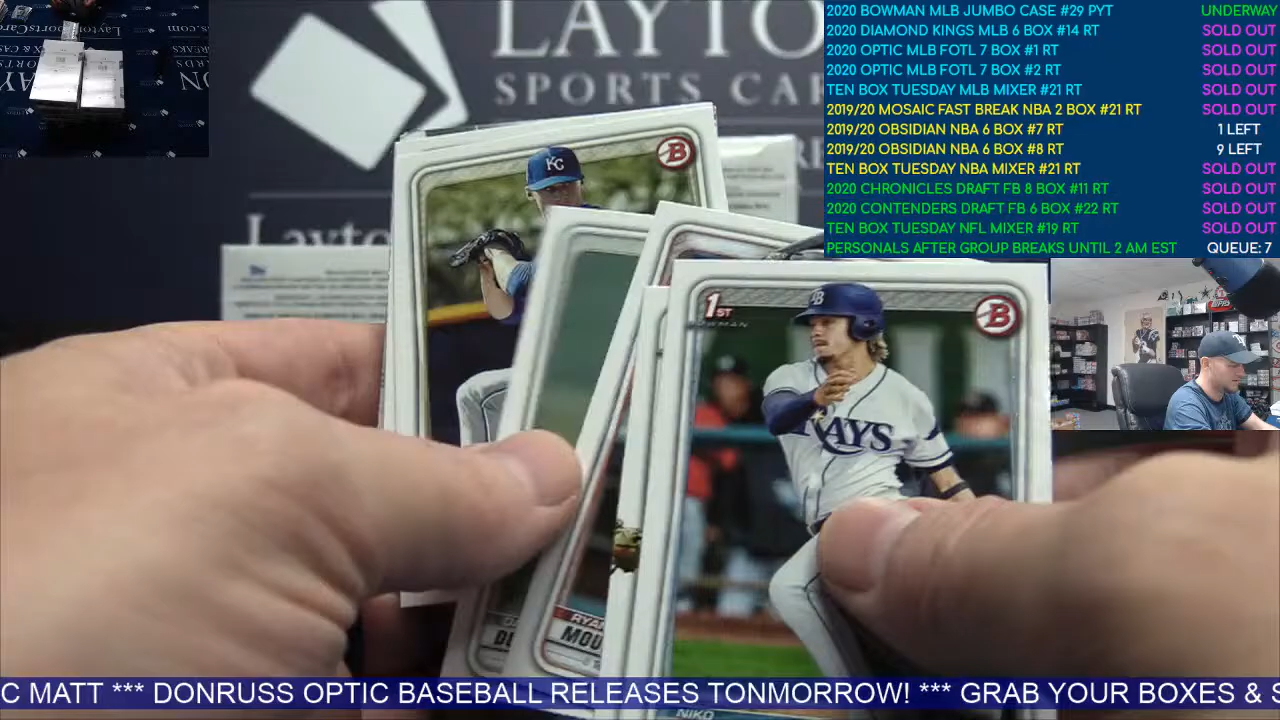 LAYTO
SPORTS CAR
2020 BOWMAN MLB JUMBO CASE #29 PYT UNDERWAY
2020 DIAMOND KINGS MLB 6 BOX #14 RT SOLD OUT
2020 OPTIC MLB FOTL 7 BOX #1 RT SOLD OUT
2020 OPTIC MLB FOTL 7 BOX #2 RT SOLD OUT
TEN BOX TUESDAY MLB MIXER #21 RT SOLD OUT
2019/20 MOSAIC FAST BREAK NBA 2 BOX #21 RT SOLD OUT
2019/20 OBSIDIAN NBA 6 BOX #7 RT 1 LEFT
2019/20 OBSIDIAN NBA 6 BOX #8 RT 9 LEFT
TEN BOX TUESDAY NBA MIXER #21 RT SOLD OUT
2020 CHRONICLES DRAFT FB 8 BOX #11 RT SOLD OUT
2020 CONTENDERS DRAFT FB 6 BOX #22 RT SOLD OUT
TEN BOX TUESDAY NFL MIXER #19 RT SOLD OUT
PERSONALS AFTER GROUP BREAKS UNTIL 2 AM EST QUEUE: 7
KC
B
Layto
1ST
BOWMAN
B
RAYS
RYA
MOU
NIKO
C MATT *** DONRUSS OPTIC BASEBALL RELEASES TONMORROW! *** GRAB YOUR BOXES & S